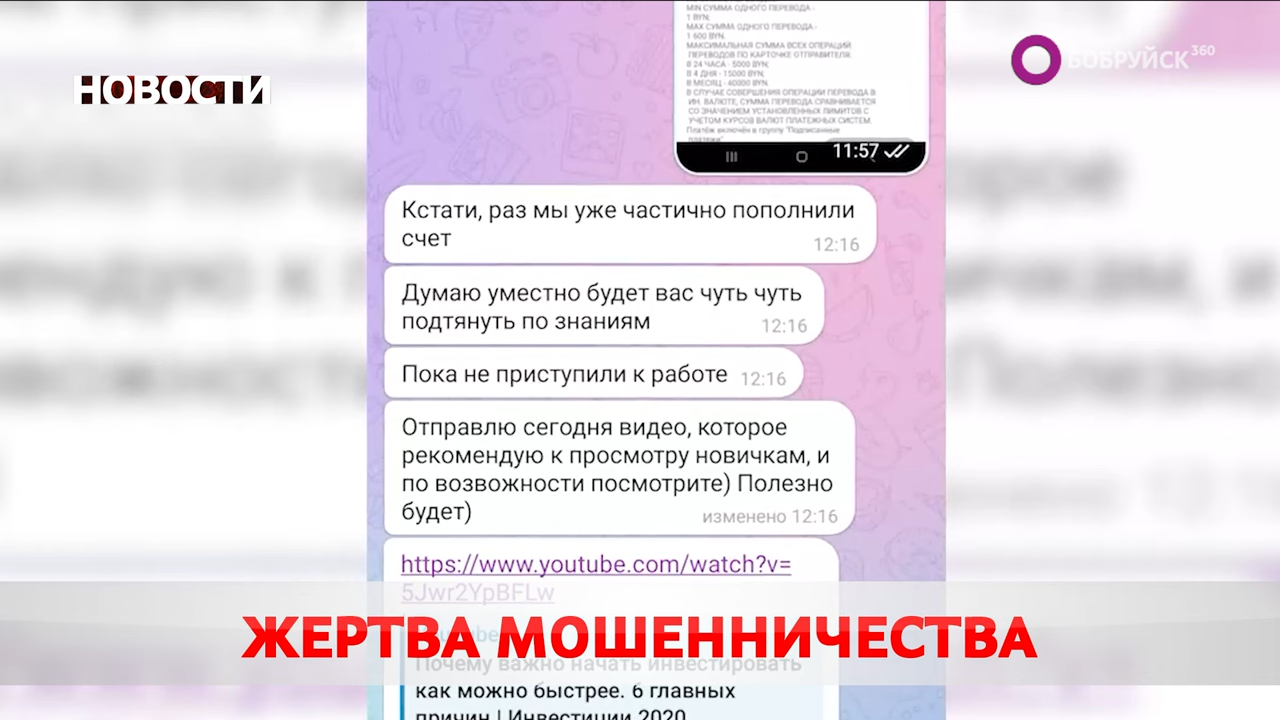 MIN СУММА ОДНОГО ПЕРЕВОДА -
1 BYN;
MAX СУММА ОДНОГО ПЕРЕВОДА -
1 600 BYN.
МАКСИМАЛЬНАЯ СУММА ВСЕХ ОПЕРАЦИЙ
ПЕРЕВОДОВ ПО КАРТОЧКЕ ОТПРАВИТЕЛЯ:
В 24 ЧАСА - 5000 BYN;
В 4 ДНЯ - 15000 BYN;
В МЕСЯЦ - 40000 BYN.
В СЛУЧАЕ СОВЕРШЕНИЯ ОПЕРАЦИИ ПЕРЕВОДА В
ИН. ВАЛЮТЕ, СУММА ПЕРЕВОДА СРАВНИВАЕТСЯ
СО ЗНАЧЕНИЕМ УСТАНОВЛЕННЫХ ЛИМИТОВ С
УЧЕТОМ КУРСОВ ВАЛЮТ ПЛАТЕЖНЫХ СИСТЕМ.
Платёж включён в группу "Подписанные
платежи"
11:57
НОВОСТИ
БОБРУЙСК 360
Кстати, раз мы уже частично пополнили
счет
12:16
Думаю уместно будет вас чуть чуть
подтянуть по знаниям
12:16
Пока не приступили к работе 12:16
Отправлю сегодня видео, которое
рекомендую к просмотру новичкам, и
по возвожности посмотрите) Полезно
будет)
изменено 12:16
https://www.youtube.com/watch?v=
5Jwr2YpBFLw
ЖЕРТВА МОШЕННИЧЕСТВА
Почему важно начать инвестировать
как можно быстрее. 6 главных
причин | Инвестиции 2020